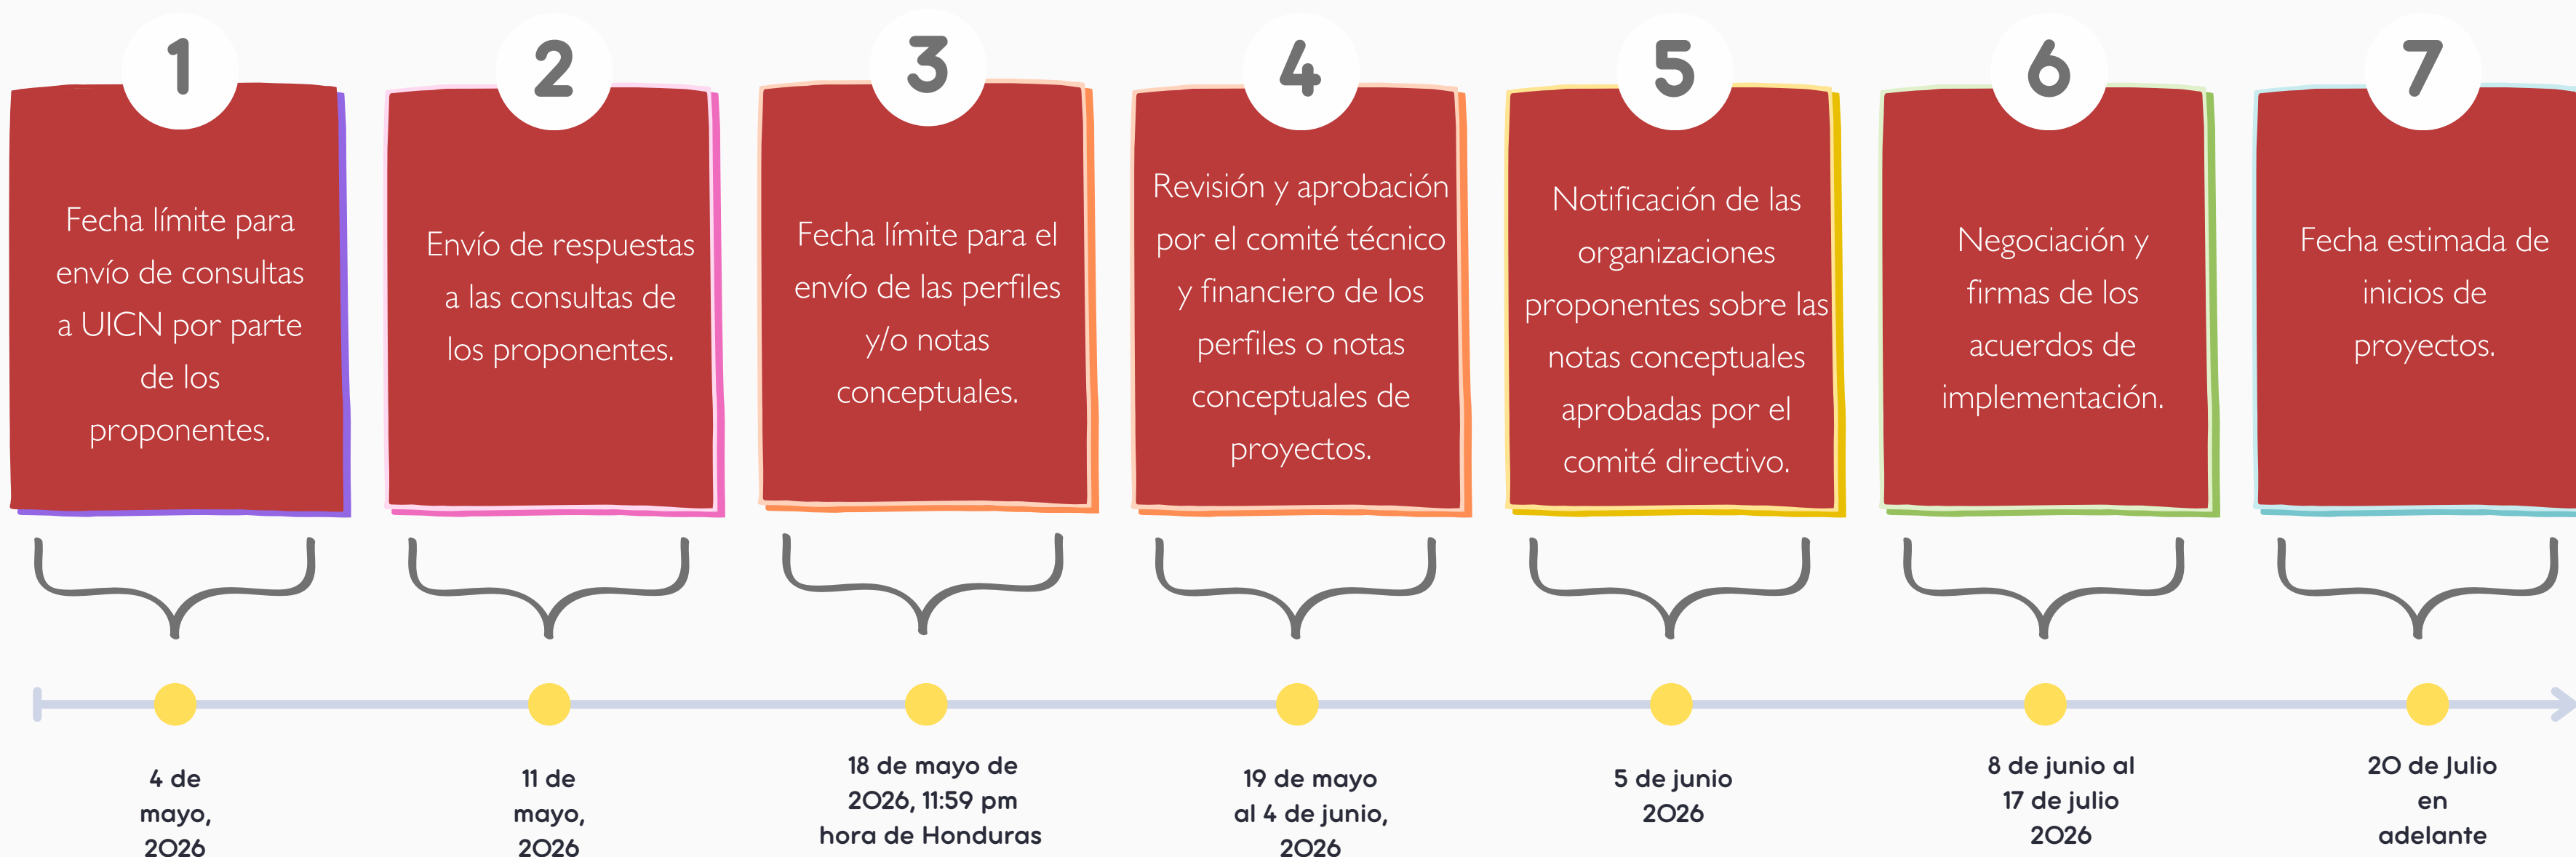 1
Fecha límite para
envío de consultas
a UICN por parte
de los
proponentes.
4 de
mayo,
2026
2
Envío de respuestas
a las consultas de
los proponentes.
11 de
mayo,
2026
3
Fecha límite para el
envío de las perfiles
y/o notas
conceptuales.
18 de mayo de
2026, 11:59 pm
hora de Honduras
4
Revisión y aprobación
por el comité técnico
y financiero de los
perfiles o notas
conceptuales de
proyectos.
19 de mayo
al 4 de junio,
2026
5
Notificación de las
organizaciones
proponentes sobre las
notas conceptuales
aprobadas por el
comité directivo.
5 de junio
2026
6
Negociación y
firmas de los
acuerdos de
implementación.
8 de junio al
17 de julio
2026
7
Fecha estimada de
inicios de
proyectos.
20 de Julio
en
adelante